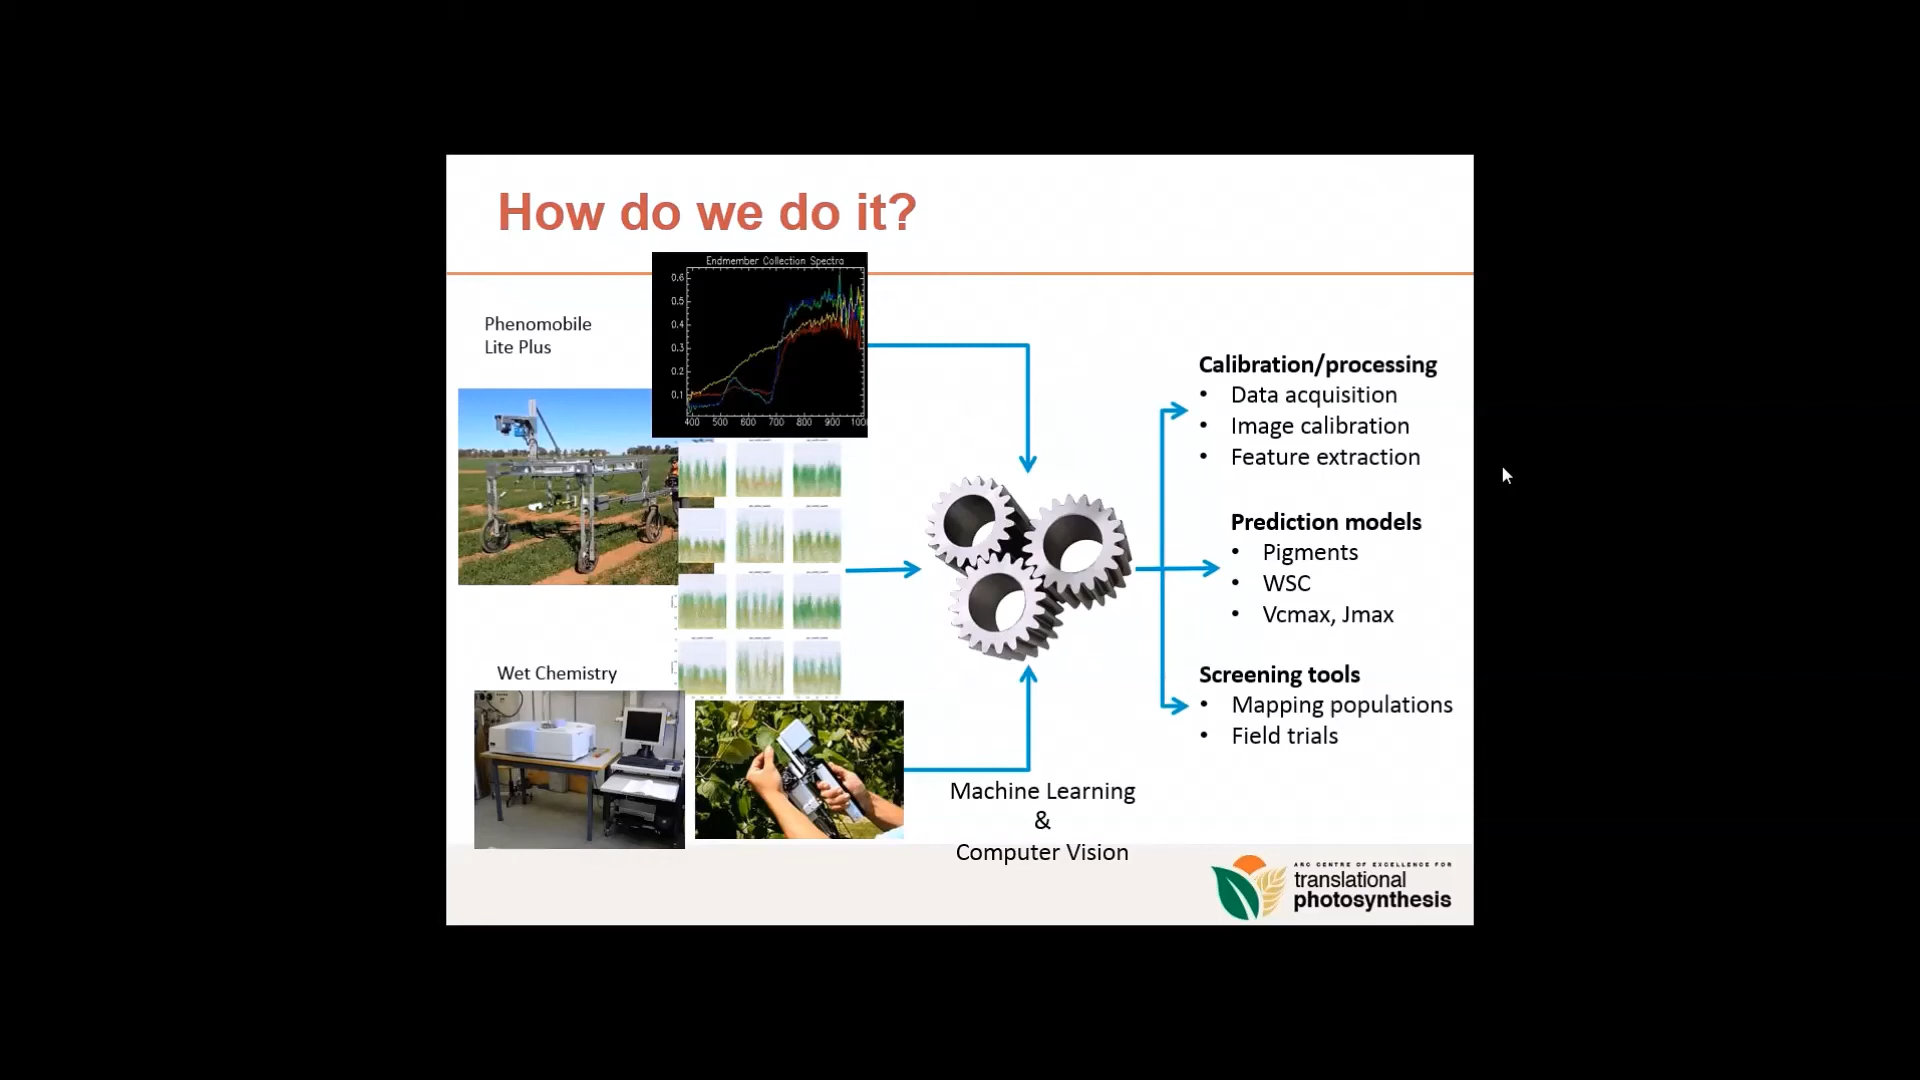 How do we do it?
Endmember Collection Spectra
0.6
0.5
0.4
0.3
0.2
0.1
400 500 600 700 800 900 100
Phenomobile
Lite Plus
Wet Chemistry
Machine Learning
&
Computer Vision
Calibration/processing
• Data acquisition
• Image calibration
• Feature extraction
Prediction models
• Pigments
• WSC
• Vcmax, Jmax
Screening tools
• Mapping populations
• Field trials
ARC CENTRE OF EXCELLENCE FOR
translational
photosynthesis